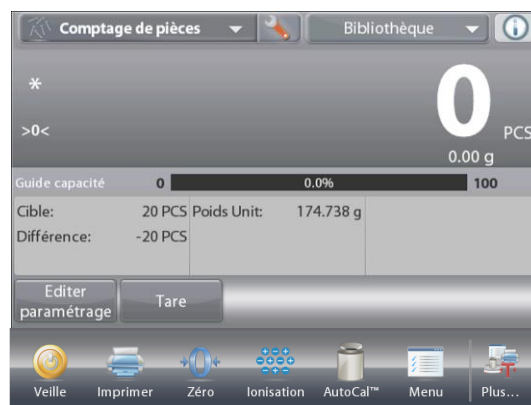 Comptage de pièces Bibliothèque
*
0
>0< PCS
0.00 g
Guide capacité 0 0.0% 100
Cible: 20 PCS Poids Unit: 174.738 g
Différence: -20 PCS
Editer
paramétrage
Tare
Veille Imprimer Zéro Ionisation AutoCal™ Menu Plus...